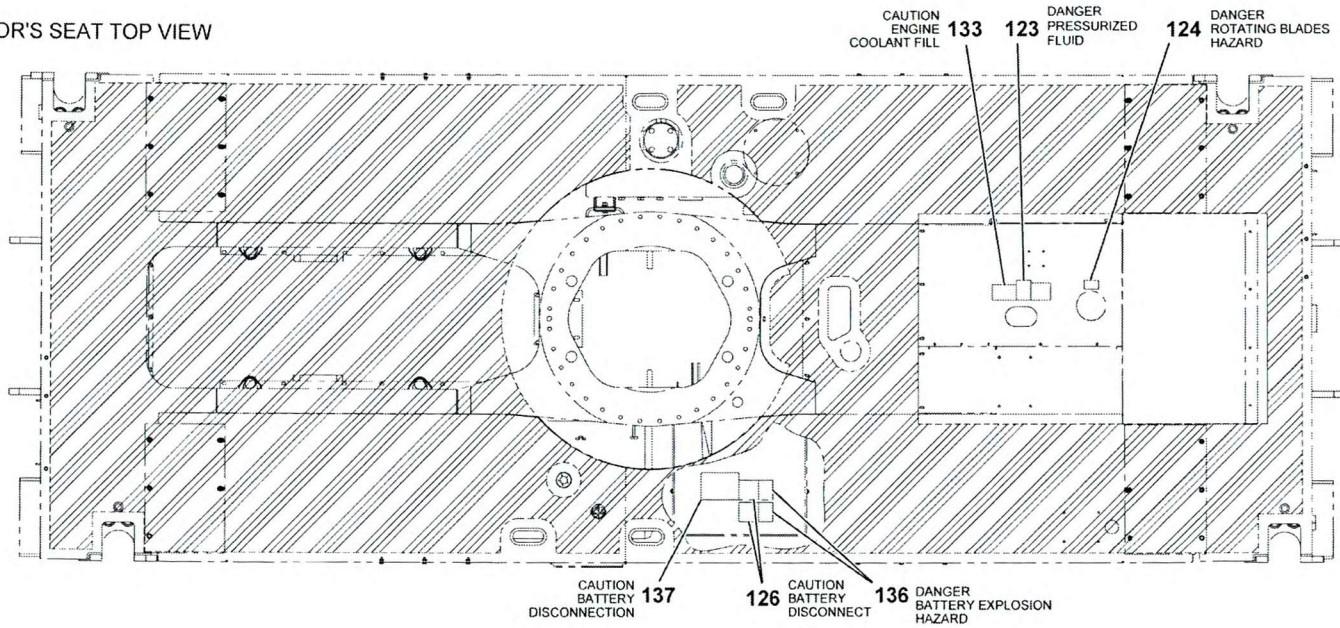 OR'S SEAT TOP VIEW
CAUTION
ENGINE
COOLANT FILL
133
123
DANGER
PRESSURIZED
FLUID
124
DANGER
ROTATING BLADES
HAZARD
CAUTION
BATTERY
DISCONNECTION
137
126
CAUTION
BATTERY
DISCONNECT
136
DANGER
BATTERY EXPLOSION
HAZARD